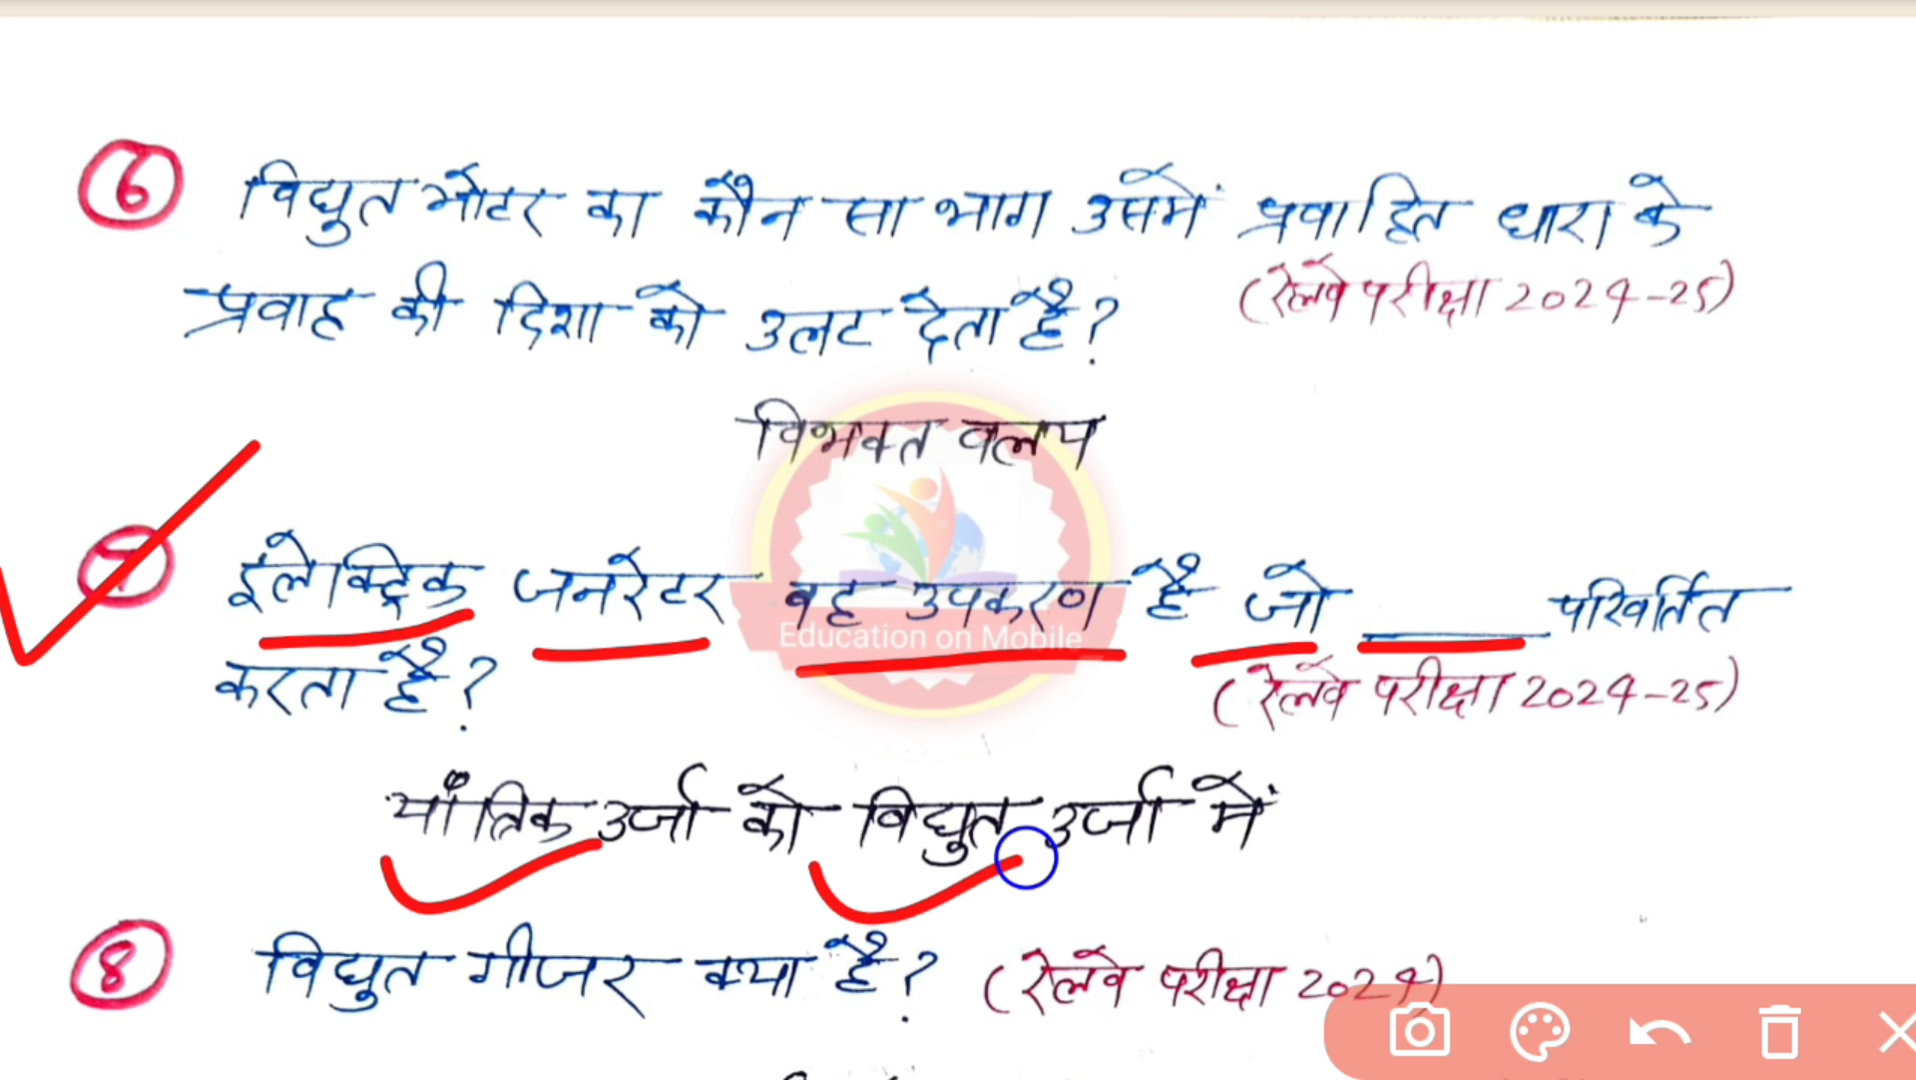 6 विद्युत मोटर का कौन सा भाग उसमें प्रवाहित धारा के
प्रवाह की दिशा को उलट देता है?
(रेलवे परीक्षा 2024-25)
विभक्त वलय
7 इलेक्ट्रिक जनरेटर वह उपकरण है जो ______ परिवर्तित
Education on Mobile
करता है?
(रेलवे परीक्षा 2024-25)
याँत्रिक उर्जा को विद्युत उर्जा में
8 विद्युत गीजर क्या है? (रेलवे परीक्षा 2024)